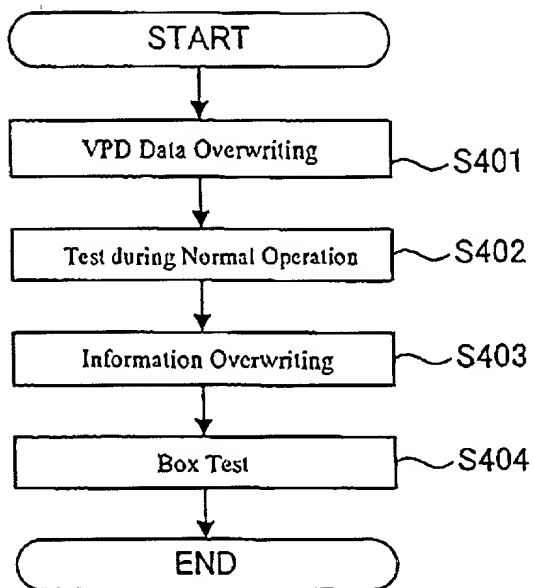 START
VPD Data Overwriting
S401
Test during Normal Operation
S402
Information Overwriting
S403
Box Test
S404
END